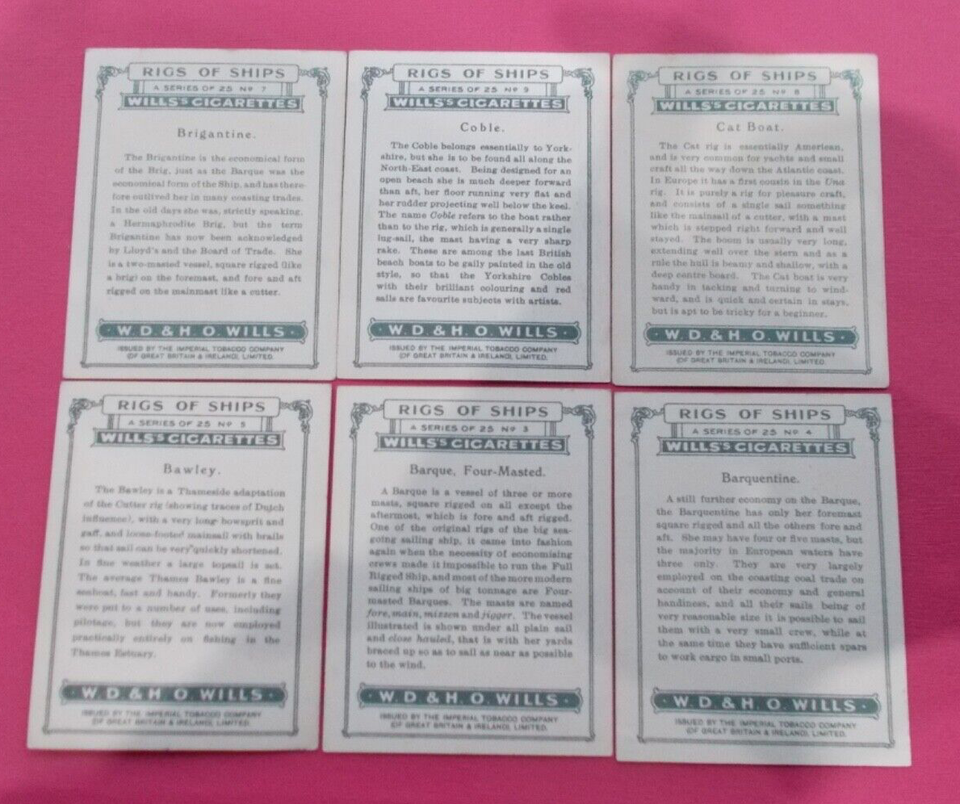 RIGS OF SHIPS
A SERIES OF 25 Nº 7
WILLS'S CIGARETTES
Brigantine.
The Brigantine is the economical form
of the Brig, just as the Barque was the
economical form of the Ship, and has there-
fore outlived her in many coasting trades.
In the old days she was, strictly speaking,
a Hermaphrodite Brig, but the term
Brigantine has now been acknowledged
by Lloyd's and the Board of Trade. She
is a two-masted vessel, square rigged (like
a brig) on the foremast, and fore and aft
rigged on the mainmast like a cutter.
W.D. & H.O. WILLS
ISSUED BY THE IMPERIAL TOBACCO COMPANY
(OF GREAT BRITAIN & IRELAND), LIMITED.
RIGS OF SHIPS
A SERIES OF 25 Nº 9
WILLS'S CIGARETTES
Coble.
The Coble belongs essentially to York-
shire, but she is to be found all along the
North-East coast. Being designed for an
open beach she is much deeper forward
than aft, her floor running very flat and
her rudder projecting well below the keel.
The name Coble refers to the boat rather
than to the rig, which is generally a single
lug-sail, the mast having a very sharp
rake. These are among the last British
beach boats to be gaily painted in the old
style, so that the Yorkshire Cobles
with their brilliant colouring and red
sails are favourite subjects with artists.
W.D. & H.O. WILLS
ISSUED BY THE IMPERIAL TOBACCO COMPANY
(OF GREAT BRITAIN & IRELAND), LIMITED.
RIGS OF SHIPS
A SERIES OF 25 Nº 8
WILLS'S CIGARETTES
Cat Boat.
The Cat rig is essentially American,
and is very common for yachts and small
craft all the way down the Atlantic coast.
In Europe it has a first cousin in the Una
rig. It is purely a rig for pleasure craft,
and consists of a single sail something
like the mainsail of a cutter, with a mast
which is stepped right forward and well
stayed. The boom is usually very long,
extending well over the stern and as a
rule the hull is beamy and shallow, with a
deep centre board. The Cat boat is very
handy in tacking and turning to wind-
ward, and is quick and certain in stays,
but is apt to be tricky for a beginner.
W.D. & H.O. WILLS
ISSUED BY THE IMPERIAL TOBACCO COMPANY
(OF GREAT BRITAIN & IRELAND), LIMITED.
RIGS OF SHIPS
A SERIES OF 25 Nº 5
WILLS'S CIGARETTES
Bawley.
The Bawley is a Thameside adaptation
of the Cutter rig (showing traces of Dutch
influence), with a very long bowsprit and
gaff, and loose-footed mainsail with brails
so that sail can be very quickly shortened.
In fine weather a large topsail is set.
The average Thames Bawley is a fine
seaboat, fast and handy. Formerly they
were put to a number of uses, including
pilotage, but they are now employed
practically entirely on fishing in the
Thames Estuary.
W.D. & H.O. WILLS
ISSUED BY THE IMPERIAL TOBACCO COMPANY
(OF GREAT BRITAIN & IRELAND), LIMITED.
RIGS OF SHIPS
A SERIES OF 25 Nº 3
WILLS'S CIGARETTES
Barque, Four-Masted.
A Barque is a vessel of three or more
masts, square rigged on all except the
aftermost, which is fore and aft rigged.
One of the original rigs of the big sea-
going sailing ship, it came into fashion
again when the necessity of economising
crews made it impossible to run the Full
Rigged Ship, and most of the more modern
sailing ships of big tonnage are Four-
masted Barques. The masts are named
fore, main, mizzen and jigger. The vessel
illustrated is shown under all plain sail
and close hauled, that is with her yards
braced up so as to sail as near as possible
to the wind.
W.D. & H.O. WILLS
ISSUED BY THE IMPERIAL TOBACCO COMPANY
(OF GREAT BRITAIN & IRELAND), LIMITED.
RIGS OF SHIPS
A SERIES OF 25 Nº 4
WILLS'S CIGARETTES
Barquentine.
A still further economy on the Barque,
the Barquentine has only her foremast
square rigged and all the others fore and
aft. She may have four or five masts, but
the majority in European waters have
three only. They are very largely
employed on the coasting coal trade on
account of their economy and general
handiness, and all their sails being of
very reasonable size it is possible to sail
them with a very small crew, while at
the same time they have sufficient spars
to work cargo in small ports.
W.D. & H.O. WILLS
ISSUED BY THE IMPERIAL TOBACCO COMPANY
(OF GREAT BRITAIN & IRELAND), LIMITED.